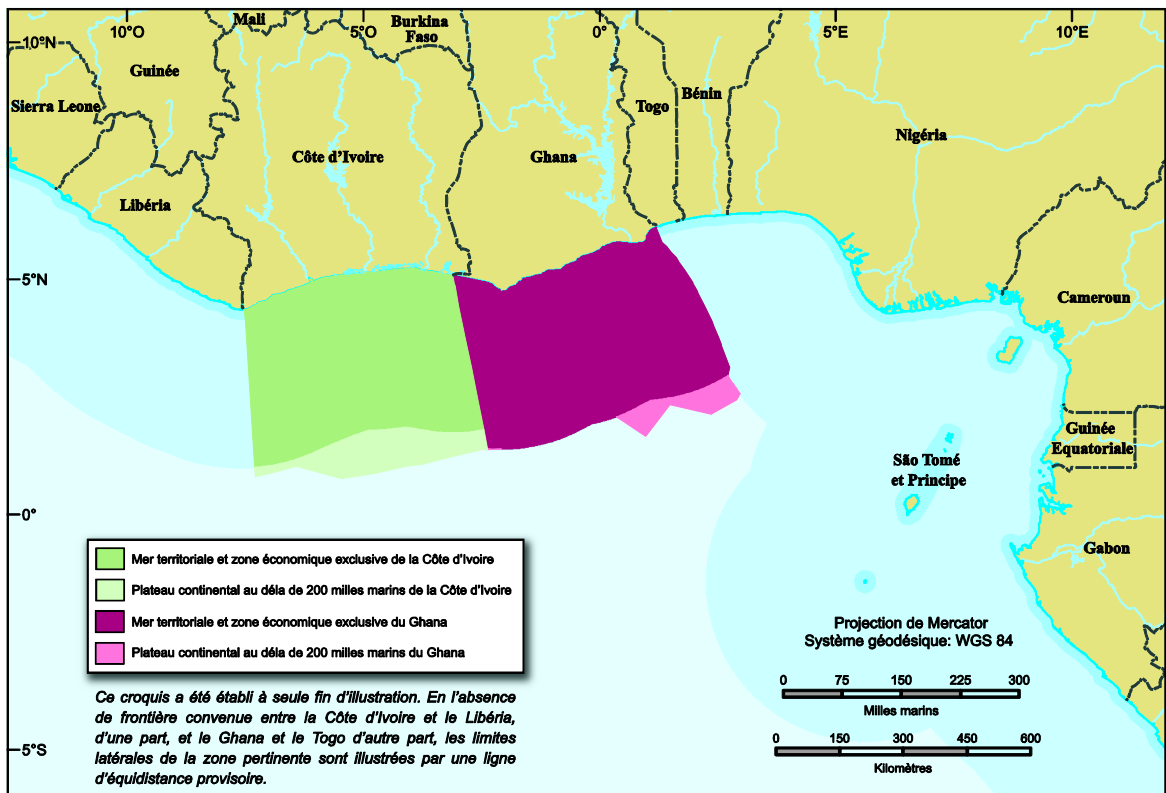 10°O
Mali
Burkina
Faso
0°
5°E
10°E
10°N
Guinée
Sierra Leone
Togo
Bénin
Nigéria
Côte d'Ivoire
Ghana
Libéria
5°N
Cameroun
Guinée
Equatoriale
São Tomé
et Principe
0°
Gabon
Mer territoriale et zone économique exclusive de la Côte d'Ivoire
Plateau continental au déla de 200 milles marins de la Côte d'Ivoire
Mer territoriale et zone économique exclusive du Ghana
Plateau continental au déla de 200 milles marins du Ghana
Projection de Mercator
Système géodésique: WGS 84
0 75 150 225 300
Milles marins
0 150 300 450 600
Kilomètres
Ce croquis a été établi à seule fin d'illustration. En l'absence
de frontière convenue entre la Côte d'Ivoire et le Libéria,
d'une part, et le Ghana et le Togo d'autre part, les limites
latérales de la zone pertinente sont illustrées par une ligne
d'équidistance provisoire.
5°S